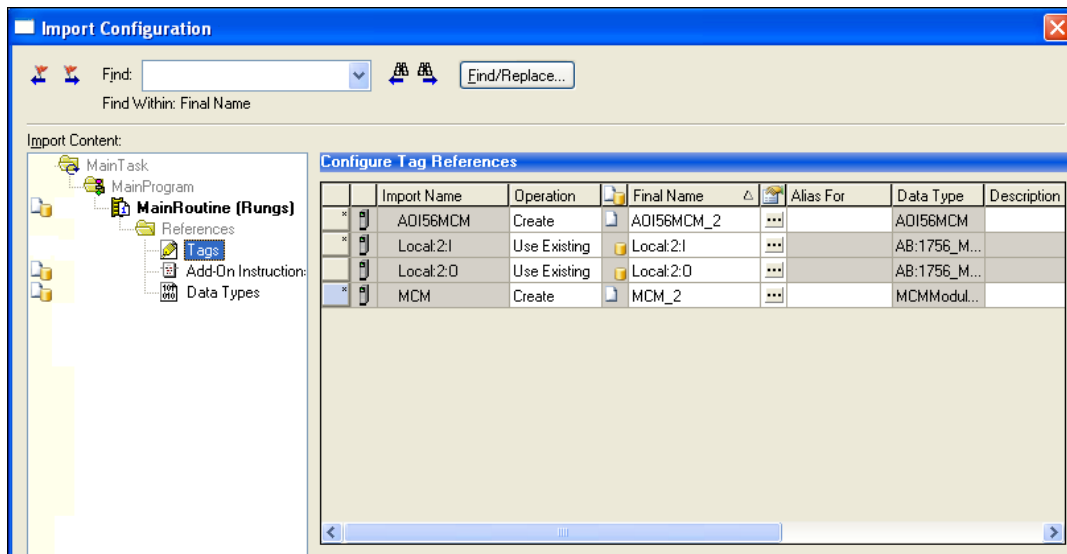 Import Configuration
Find:
Find/Replace...
Find Within: Final Name
Import Content:
MainTask
MainProgram
MainRoutine (Rungs)
References
Tags
Add-On Instruction:
Data Types
Configure Tag References
Import Name Operation Final Name Alias For Data Type Description
* AOI56MCM Create AOI56MCM_2 ... AOI56MCM
* Local:2:I Use Existing Local:2:I ... AB:1756_M...
Local:2:O Use Existing Local:2:O ... AB:1756_M...
* MCM Create MCM_2 ... MCMModul...